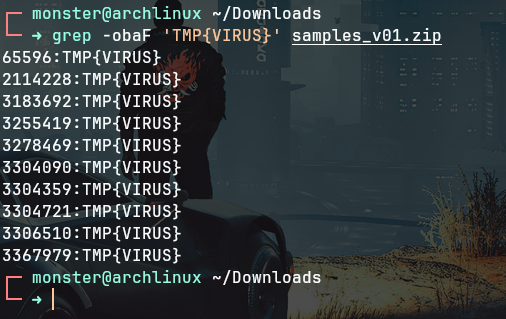 monster@archlinux ~/Downloads
➜ grep -obaF 'TMP{VIRUS}' samples_v01.zip
65596:TMP{VIRUS}
2114228:TMP{VIRUS}
3183692:TMP{VIRUS}
3255419:TMP{VIRUS}
3278469:TMP{VIRUS}
3304090:TMP{VIRUS}
3304359:TMP{VIRUS}
3304721:TMP{VIRUS}
3306510:TMP{VIRUS}
3367979:TMP{VIRUS}
monster@archlinux ~/Downloads
➜